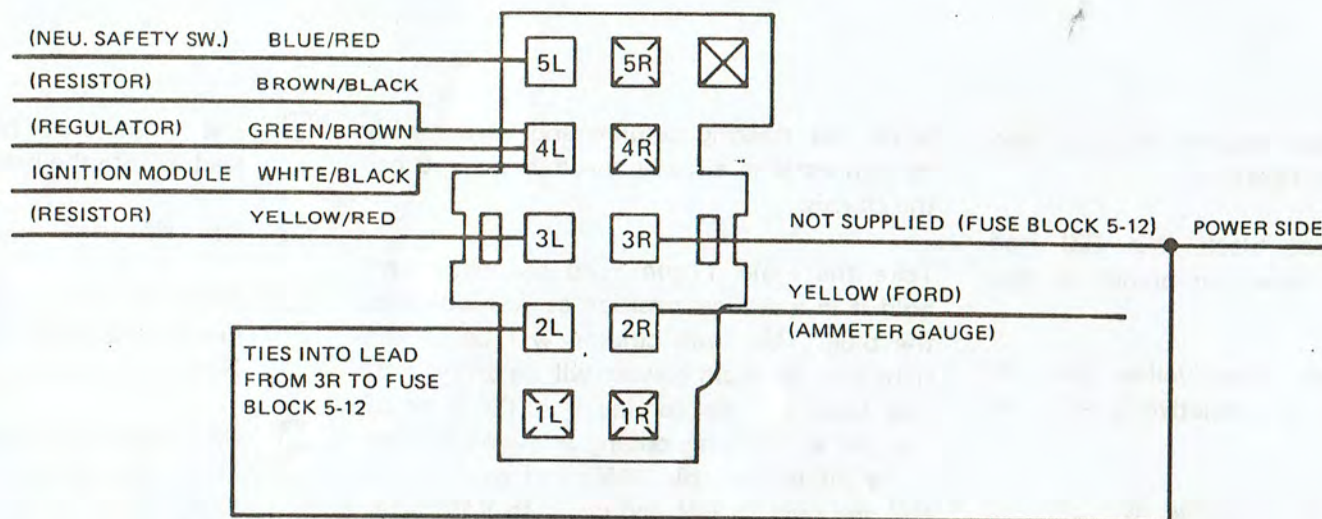 (NEU. SAFETY SW.) BLUE/RED
(RESISTOR) BROWN/BLACK
(REGULATOR) GREEN/BROWN
IGNITION MODULE WHITE/BLACK
(RESISTOR) YELLOW/RED
5L 5R
4L 4R
3L 3R
2L 2R
1L 1R
NOT SUPPLIED (FUSE BLOCK 5-12) POWER SIDE
YELLOW (FORD)
(AMMETER GAUGE)
TIES INTO LEAD
FROM 3R TO FUSE
BLOCK 5-12